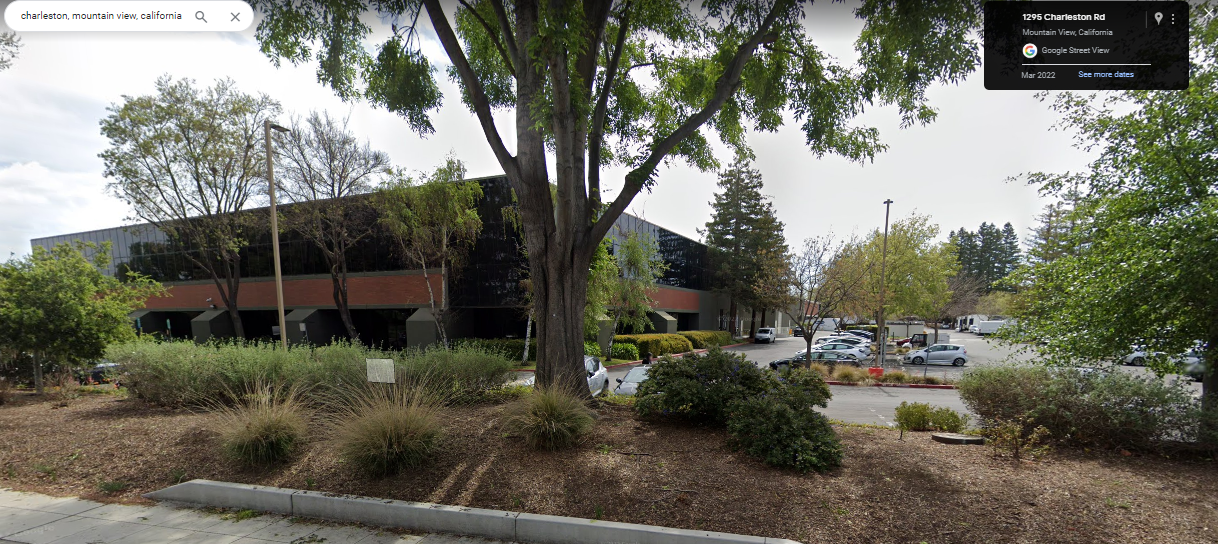 charleston, mountain view, california
1295 Charleston Rd
Mountain View, California
Google Street View
Mar 2022
See more dates